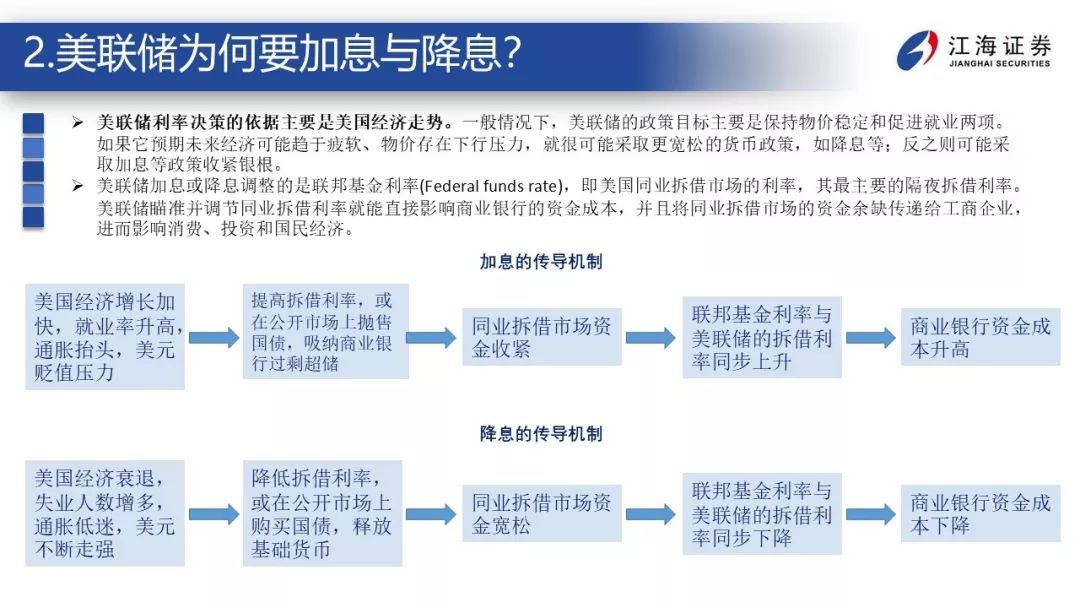 2.美联储为何要加息与降息？
江海证券
JIANGHAI SECURITIES
➢ 美联储利率决策的依据主要是美国经济走势。一般情况下，美联储的政策目标主要是保持物价稳定和促进就业两项。
如果它预期未来经济可能趋于疲软、物价存在下行压力，就很可能采取更宽松的货币政策，如降息等；反之则可能采
取加息等政策收紧银根。
➢ 美联储加息或降息调整的是联邦基金利率(Federal funds rate)，即美国同业拆借市场的利率，其最主要的隔夜拆借利率。
美联储瞄准并调节同业拆借利率就能直接影响商业银行的资金成本，并且将同业拆借市场的资金余缺传递给工商企业，
进而影响消费、投资和国民经济。
加息的传导机制
美国经济增长加
快，就业率升高，
通胀抬头，美元
贬值压力
提高拆借利率，或
在公开市场上抛售
国债，吸纳商业银
行过剩超储
同业拆借市场资
金收紧
联邦基金利率与
美联储的拆借利
率同步上升
商业银行资金成
本升高
降息的传导机制
美国经济衰退，
失业人数增多，
通胀低迷，美元
不断走强
降低拆借利率，
或在公开市场上
购买国债，释放
基础货币
同业拆借市场资
金宽松
联邦基金利率与
美联储的拆借利
率同步下降
商业银行资金成
本下降